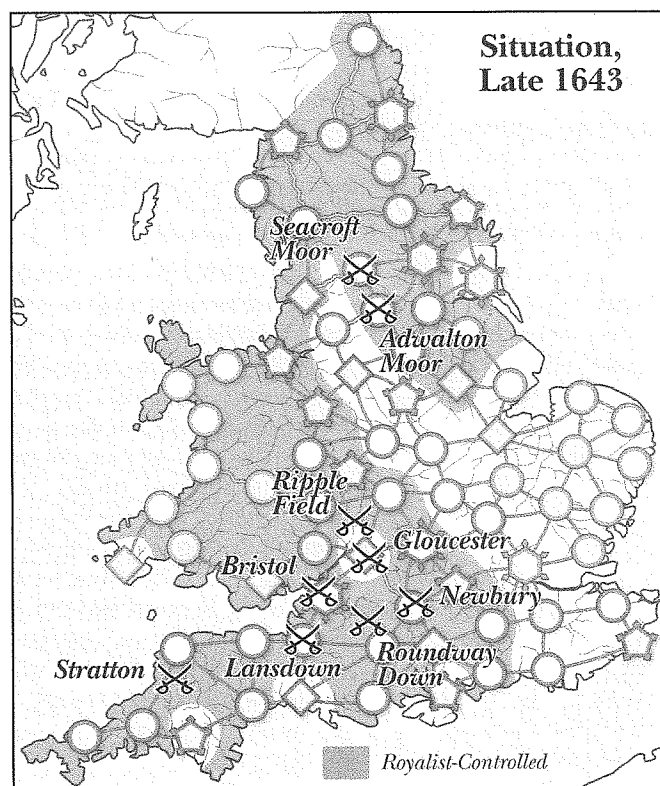 Situation,
Late 1643
Seacroft
Moor
Adwalton
Moor
Ripple
Field
Gloucester
Bristol
Newbury
Stratton
Lansdown
Roundway
Down
Royalist-Controlled